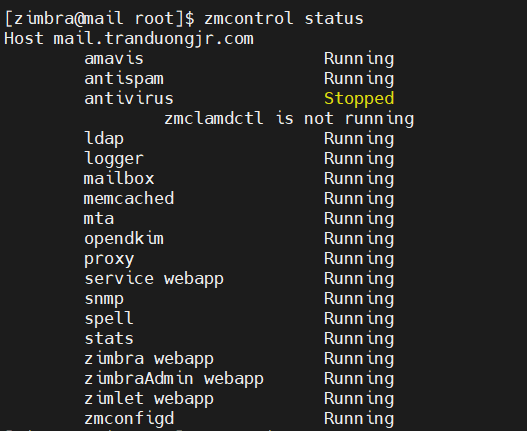 [zimbra@mail root]$ zmcontrol status
Host mail.tranduongjr.com
amavis Running
antispam Running
antivirus Stopped
zmclamdctl is not running
ldap Running
logger Running
mailbox Running
memcached Running
mta Running
opendkim Running
proxy Running
service webapp Running
snmp Running
spell Running
stats Running
zimbra webapp Running
zimbraAdmin webapp Running
zimlet webapp Running
zmconfigd Running